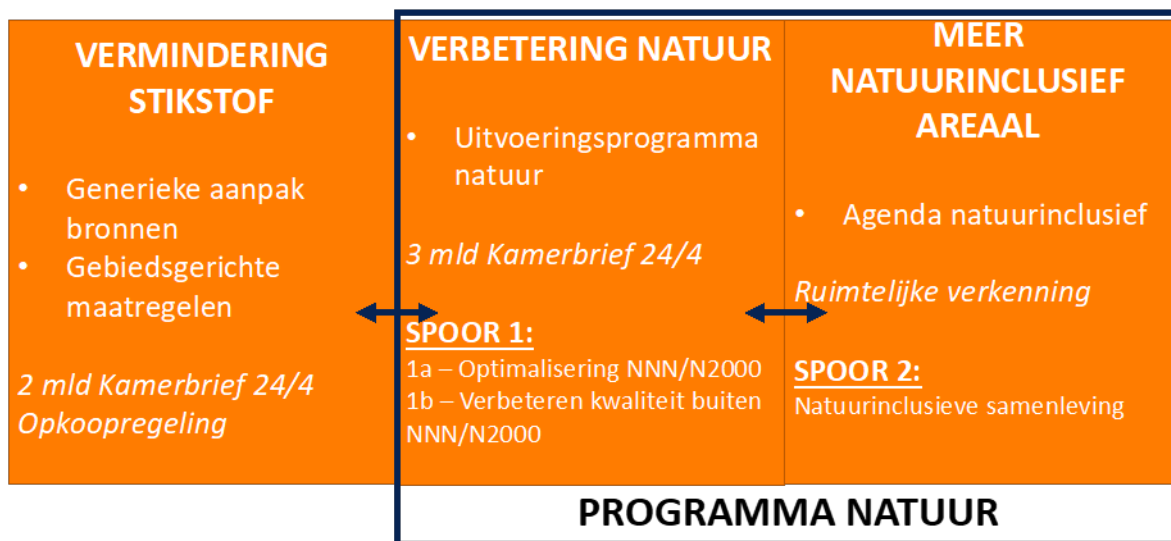 VERMINDERING
STIKSTOF
• Generieke aanpak
bronnen
• Gebiedsgerichte
maatregelen
2 mld Kamerbrief 24/4
Opkoopregeling
VERBETERING NATUUR
• Uitvoeringsprogramma
natuur
3 mld Kamerbrief 24/4
SPOOR 1:
1a – Optimalisering NNN/N2000
1b – Verbeteren kwaliteit buiten
NNN/N2000
MEER
NATUURINCLUSIEF
AREAAL
• Agenda natuurinclusief
Ruimtelijke verkenning
SPOOR 2:
Natuurinclusieve samenleving
PROGRAMMA NATUUR